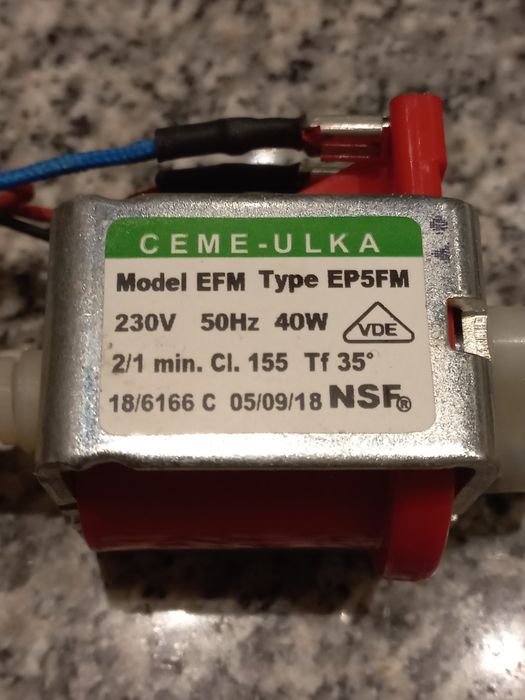 CEME-ULKA
Model EFM Type EP5FM
230V 50Hz 40W VDE
2/1 min. Cl. 155 Tf 35°
18/6166 C 05/09/18 NSF®